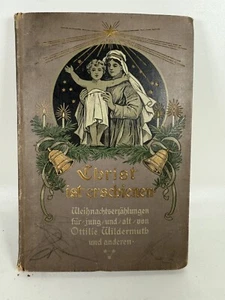 Christ
ist erschienen
Weihnachtserzählungen
für jung und alt von
Ottilie Wildermuth
und anderen